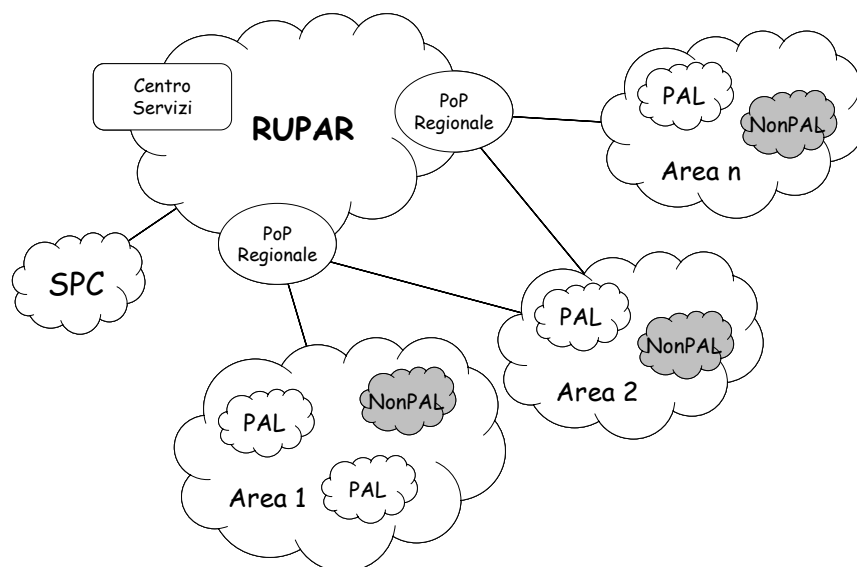 Centro
Servizi
RUPAR
PoP
Regionale
PAL
NonPAL
Area n
PoP
Regionale
SPC
PAL
NonPAL
Area 2
PAL
NonPAL
Area 1
PAL